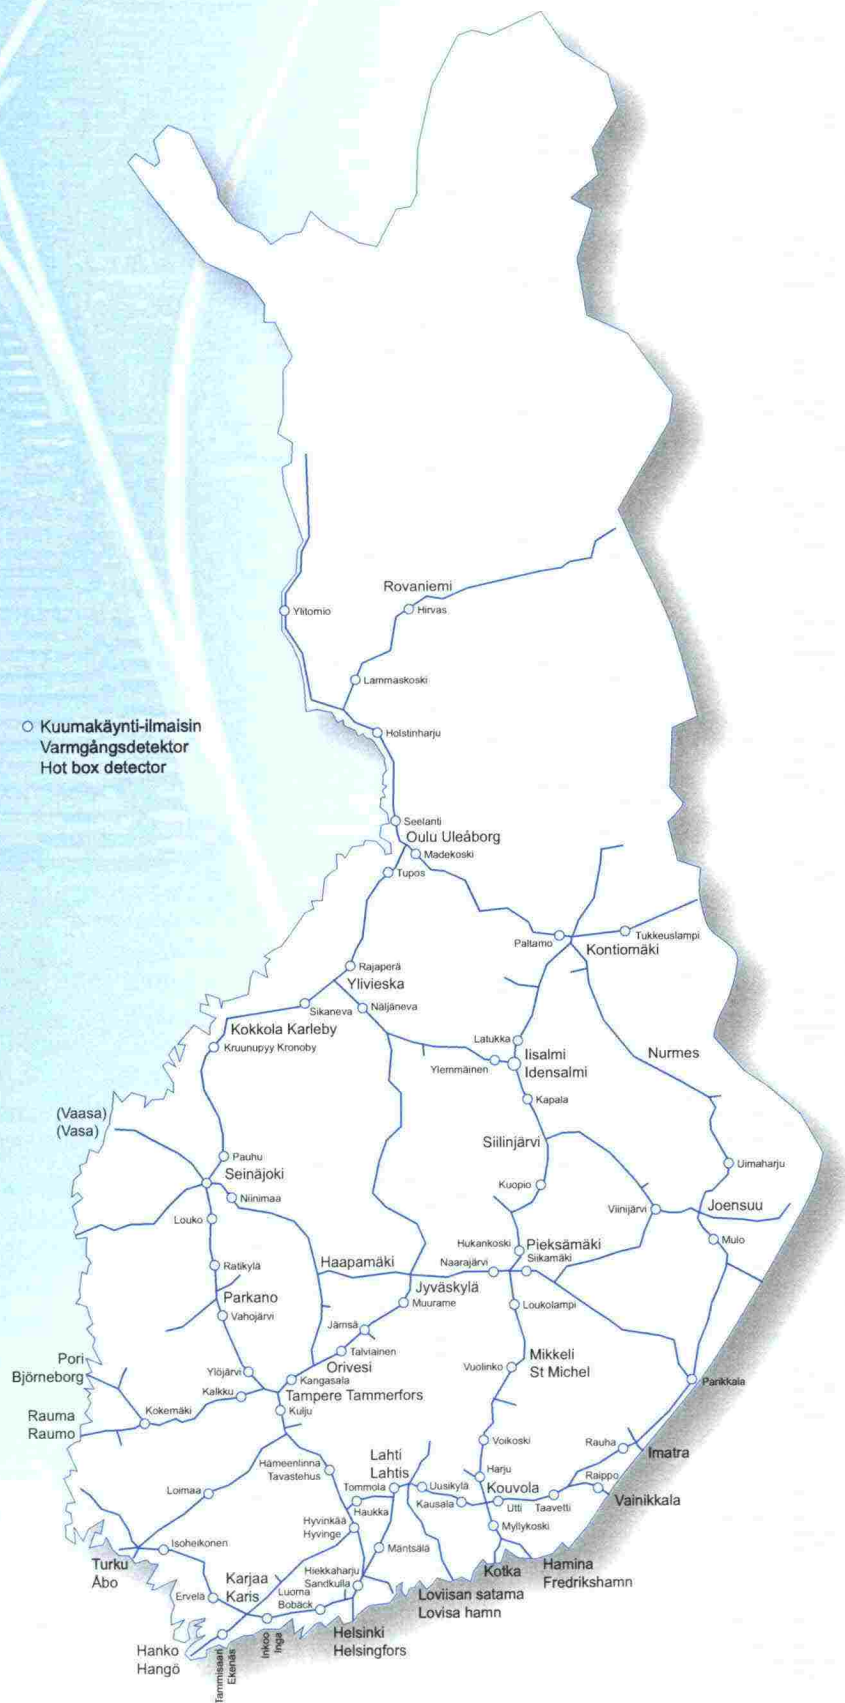 Rovaniemi
Hirvas
Ylitornio
Lammaskoski
Kuumakäynti-ilmaisin
Varmgångsdetektor
Hot box detector
Holstinharju
Seelanti
Oulu Uleåborg
Madekoski
Tupos
Paltamo
Tukkeuslampi
Kontiomäki
Rajaperä
Ylivieska
Sikaneva
Näljäneva
Kokkola Karleby
Kruunupyy Kronoby
Latukka
Iisalmi
Idensalmi
Ylemmäinen
Nurmes
Kapala
(Vaasa)
(Vasa)
Siilinjärvi
Pauhu
Seinäjoki
Niinimaa
Uimaharju
Kuopio
Viinijärvi
Joensuu
Louko
Hukankoski
Pieksämäki
Mulo
Ratikylä
Haapamäki
Naarajärvi
Siikamäki
Jyväskylä
Parkano
Muurame
Loukolampi
Vahojärvi
Jämsä
Talviainen
Mikkeli
St Michel
Pori
Björneborg
Orivesi
Vuolinko
Ylöjärvi
Kangasala
Parikkala
Kalkku
Tampere Tammerfors
Kokemäki
Kulju
Rauma
Raumo
Voikoski
Rauha
Imatra
Lahti
Lahtis
Hämeenlinna
Tavastehus
Harju
Raippo
Tommola
Uusikylä
Kouvola
Vainikkala
Loimaa
Haukka
Kausala
Utti
Taavetti
Hyvinkää
Hyvinge
Myllykoski
Isoheikonen
Mäntsälä
Turku
Åbo
Kotka
Hamina
Fredrikshamn
Karjaa
Karis
Hiekkaharju
Sandkulla
Ervelä
Luoma
Bobäck
Loviisan satama
Lovisa hamn
Helsinki
Helsingfors
Hanko
Hangö
Tammisaari
Ekenäs
Inkoo
Inga